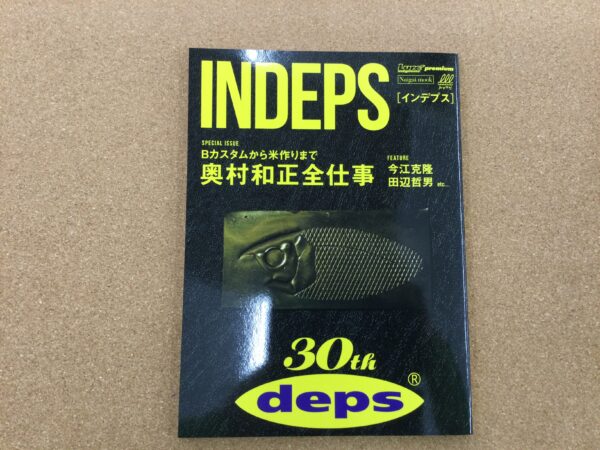 INDEPS
premium
Naigai mook
[インデプス]
SPECIAL ISSUE
Bカスタムから米作りまで
奥村和正全仕事
FEATURE
今江克隆
田辺哲男 etc...
30th
deps®